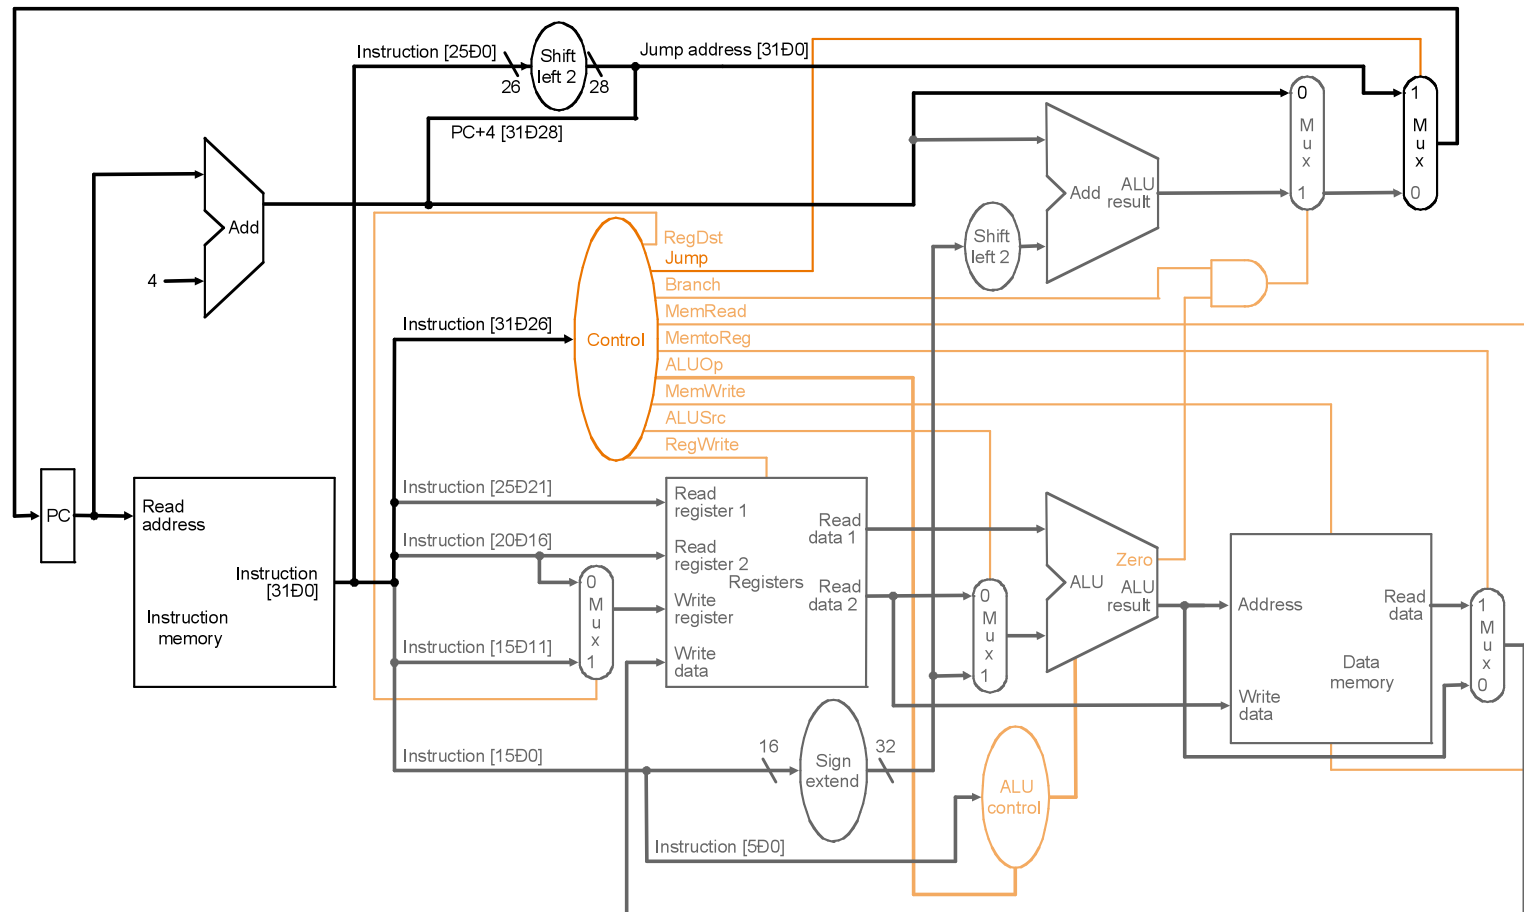 Instruction [25Ð0]
Shift
left 2
Jump address [31Ð0]
26
28
PC+4 [31Ð28]
0
M
u
x
1
1
M
u
x
0
Add
Add
ALU
result
4
Shift
left 2
RegDst
Jump
Branch
MemRead
MemtoReg
ALUOp
MemWrite
ALUSrc
RegWrite
Instruction [31Ð26]
Control
PC
Read
address
Instruction
[31Ð0]
Instruction
memory
Instruction [25Ð21]
Instruction [20Ð16]
Instruction [15Ð11]
0
M
u
x
1
Read
register 1
Read
register 2
Write
register
Write
data
Registers
Read
data 1
Read
data 2
0
M
u
x
1
Zero
ALU
ALU
result
Address
Read
data
Data
memory
Write
data
1
M
u
x
0
Instruction [15Ð0]
16
Sign
extend
32
ALU
control
Instruction [5Ð0]